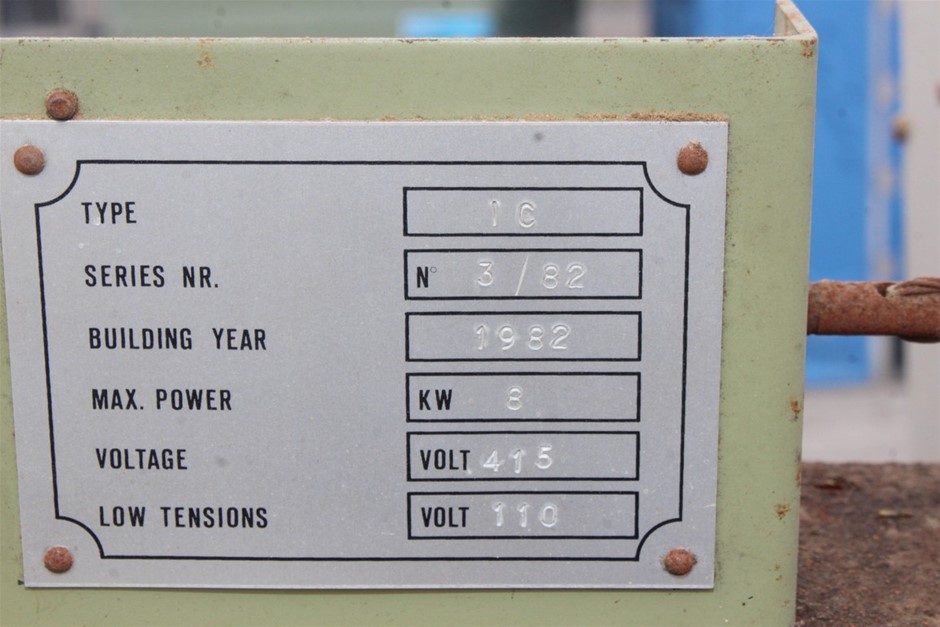 TYPE 1C
SERIES NR. N° 3/82
BUILDING YEAR 1982
MAX. POWER KW 8
VOLTAGE VOLT 415
LOW TENSIONS VOLT 110